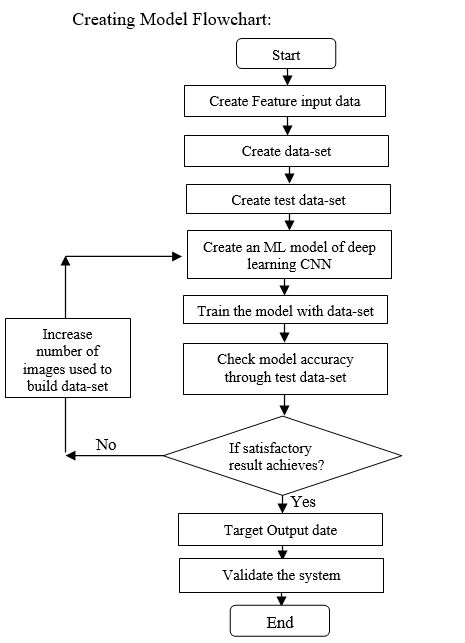 Creating Model Flowchart:
Start
Create Feature input data
Create data-set
Create test data-set
Create an ML model of deep
learning CNN
Train the model with data-set
Increase
number of
images used to
build data-set
Check model accuracy
through test data-set
No
If satisfactory
result achieves?
Yes
Target Output date
Validate the system
End